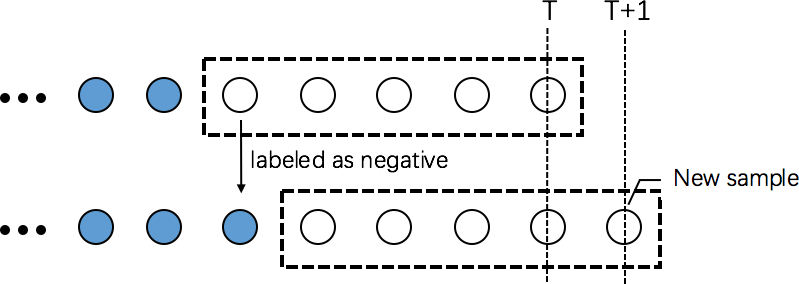 T
T+1
labeled as negative
New sample